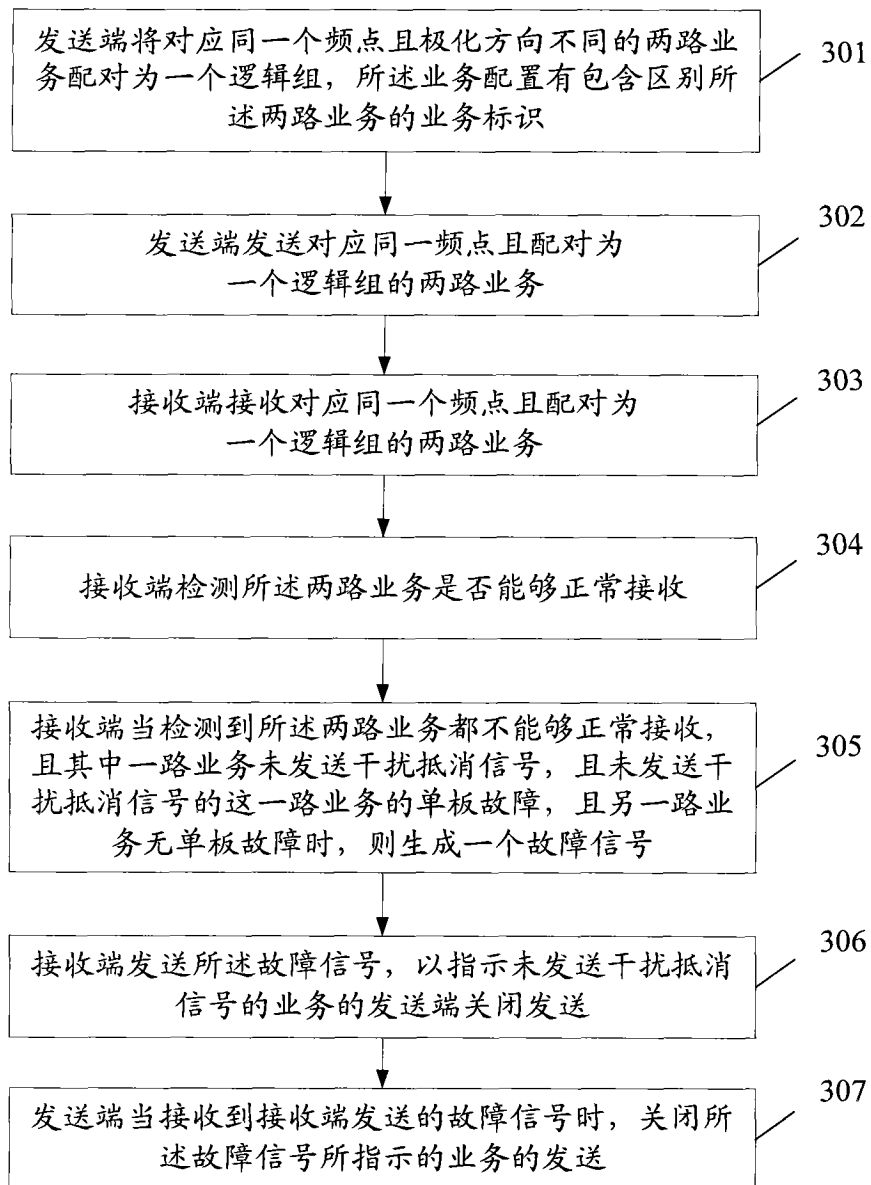 发送端将对应同一个频点且极化方向不同的两路业
务配对为一个逻辑组，所述业务配置有包含区别所
述两路业务的业务标识
301
发送端发送对应同一频点且配对为
一个逻辑组的两路业务
302
接收端接收对应同一个频点且配对为
一个逻辑组的两路业务
303
接收端检测所述两路业务是否能够正常接收
304
接收端当检测到所述两路业务都不能够正常接收，
且其中一路业务未发送干扰抵消信号，且未发送干
扰抵消信号的这一路业务的单板故障，且另一路业
务无单板故障时，则生成一个故障信号
305
接收端发送所述故障信号，以指示未发送干扰抵消
信号的业务的发送端关闭发送
306
发送端当接收到接收端发送的故障信号时，关闭所
述故障信号所指示的业务的发送
307